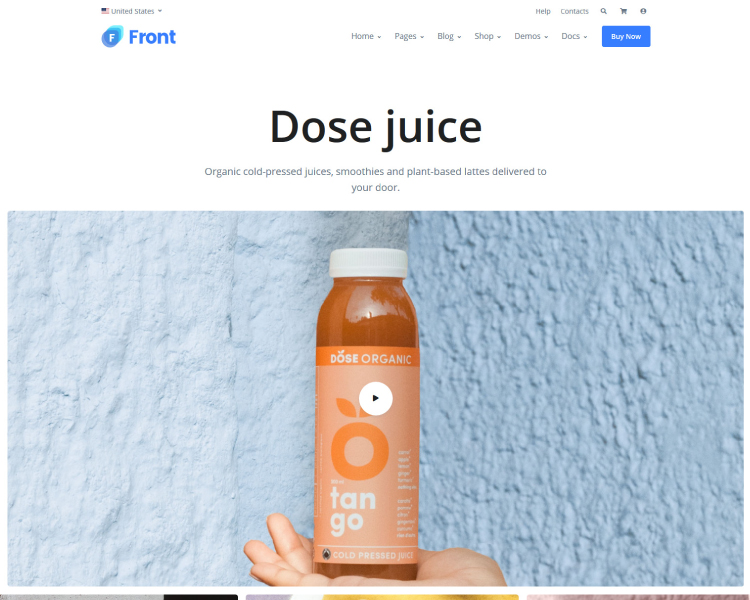 United States
Help Contacts
F Front
Home Pages Blog Shop Demos Docs Buy Now
Dose juice
Organic cold-pressed juices, smoothies and plant-based lattes delivered to
your door.
DOSE ORGANIC
tan
go
COLD PRESSED JUICE